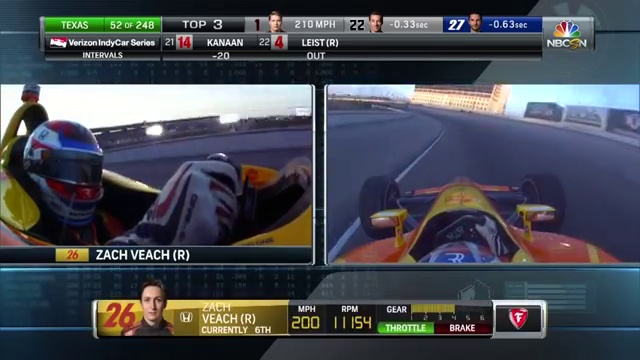 TEXAS 52 OF 248 TOP 3 1 210 MPH 22 -0.33sec 27 -0.63sec NBCSN
Verizon IndyCar Series 21 14 KANAAN 22 4 LEIST (R)
INTERVALS -20 OUT
26 ZACH VEACH (R)
26 ZACH VEACH (R) CURRENTLY 6TH
MPH 200 RPM 11154
GEAR 1 2 3 4 5 6
THROTTLE BRAKE